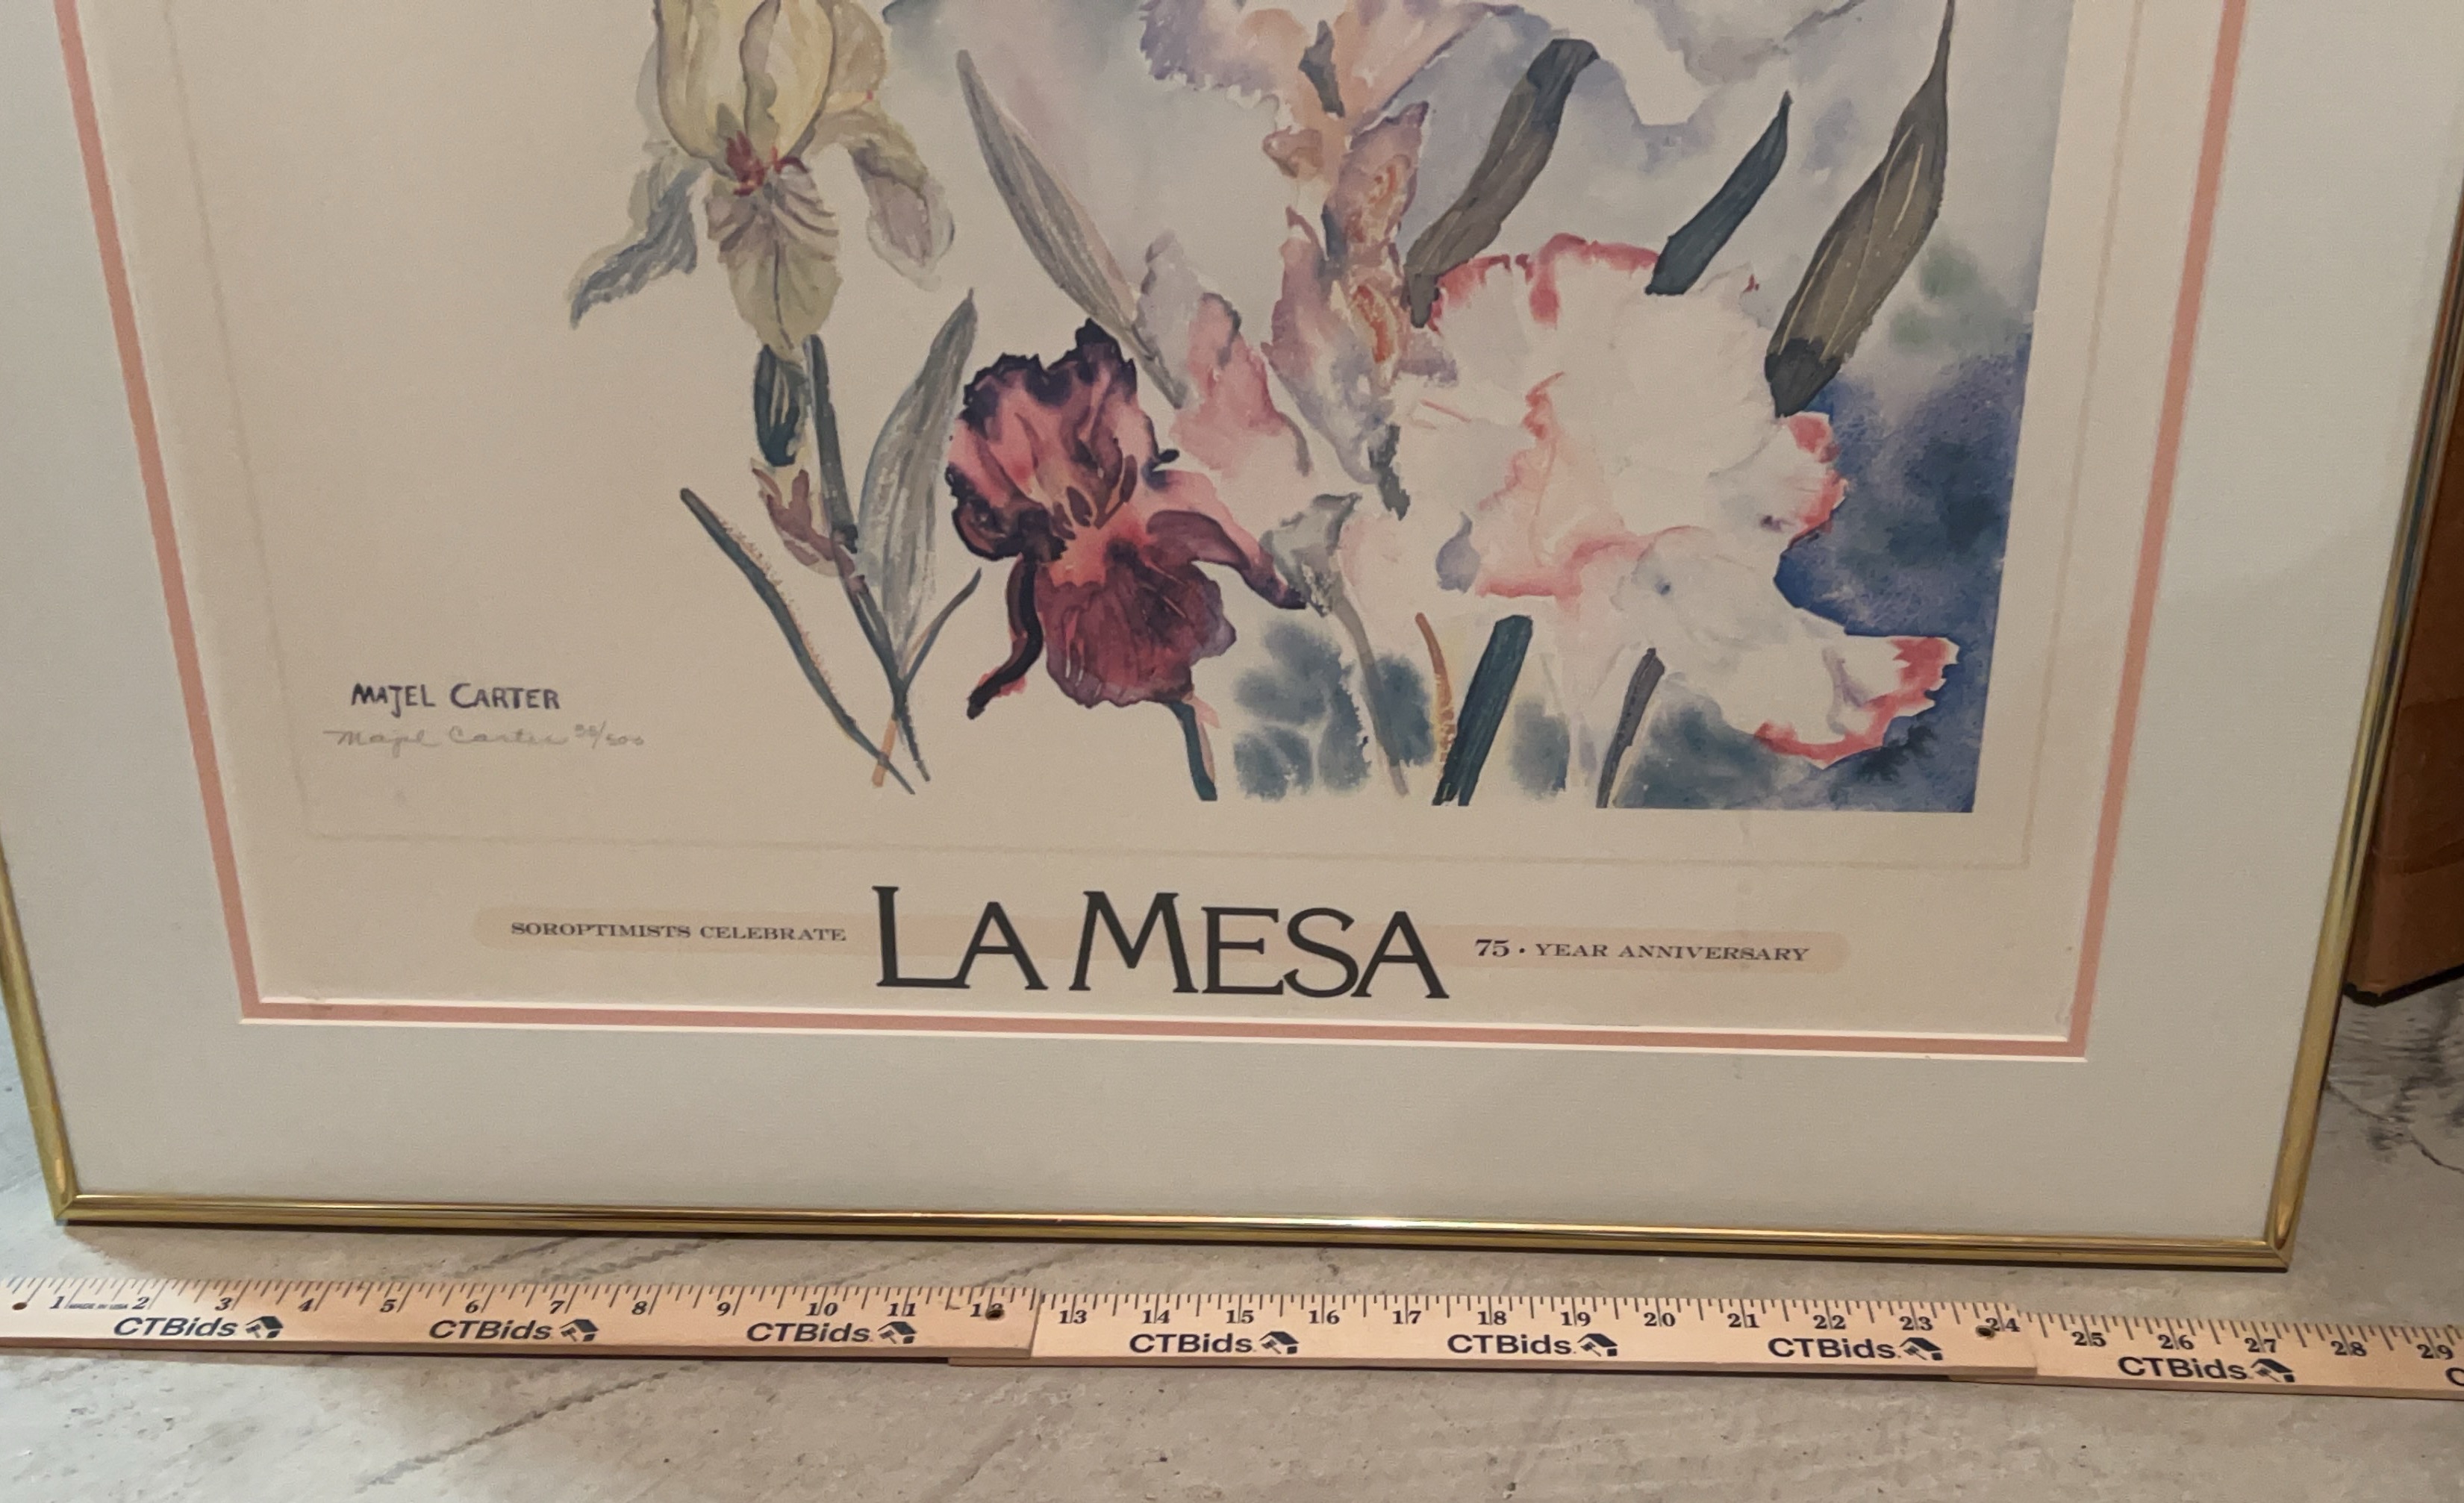 MAJEL CARTER
Majel Carter /500
SOROPTIMISTS CELEBRATE LA MESA 75 · YEAR ANNIVERSARY
1 MADE IN USA 2 3 4 5 6 7 8 9 10 11 12 13 14 15 16 17 18 19 20 21 22 23 24 25 26 27 28 29
CTBids CTBids CTBids CTBids CTBids CTBids CTBids C